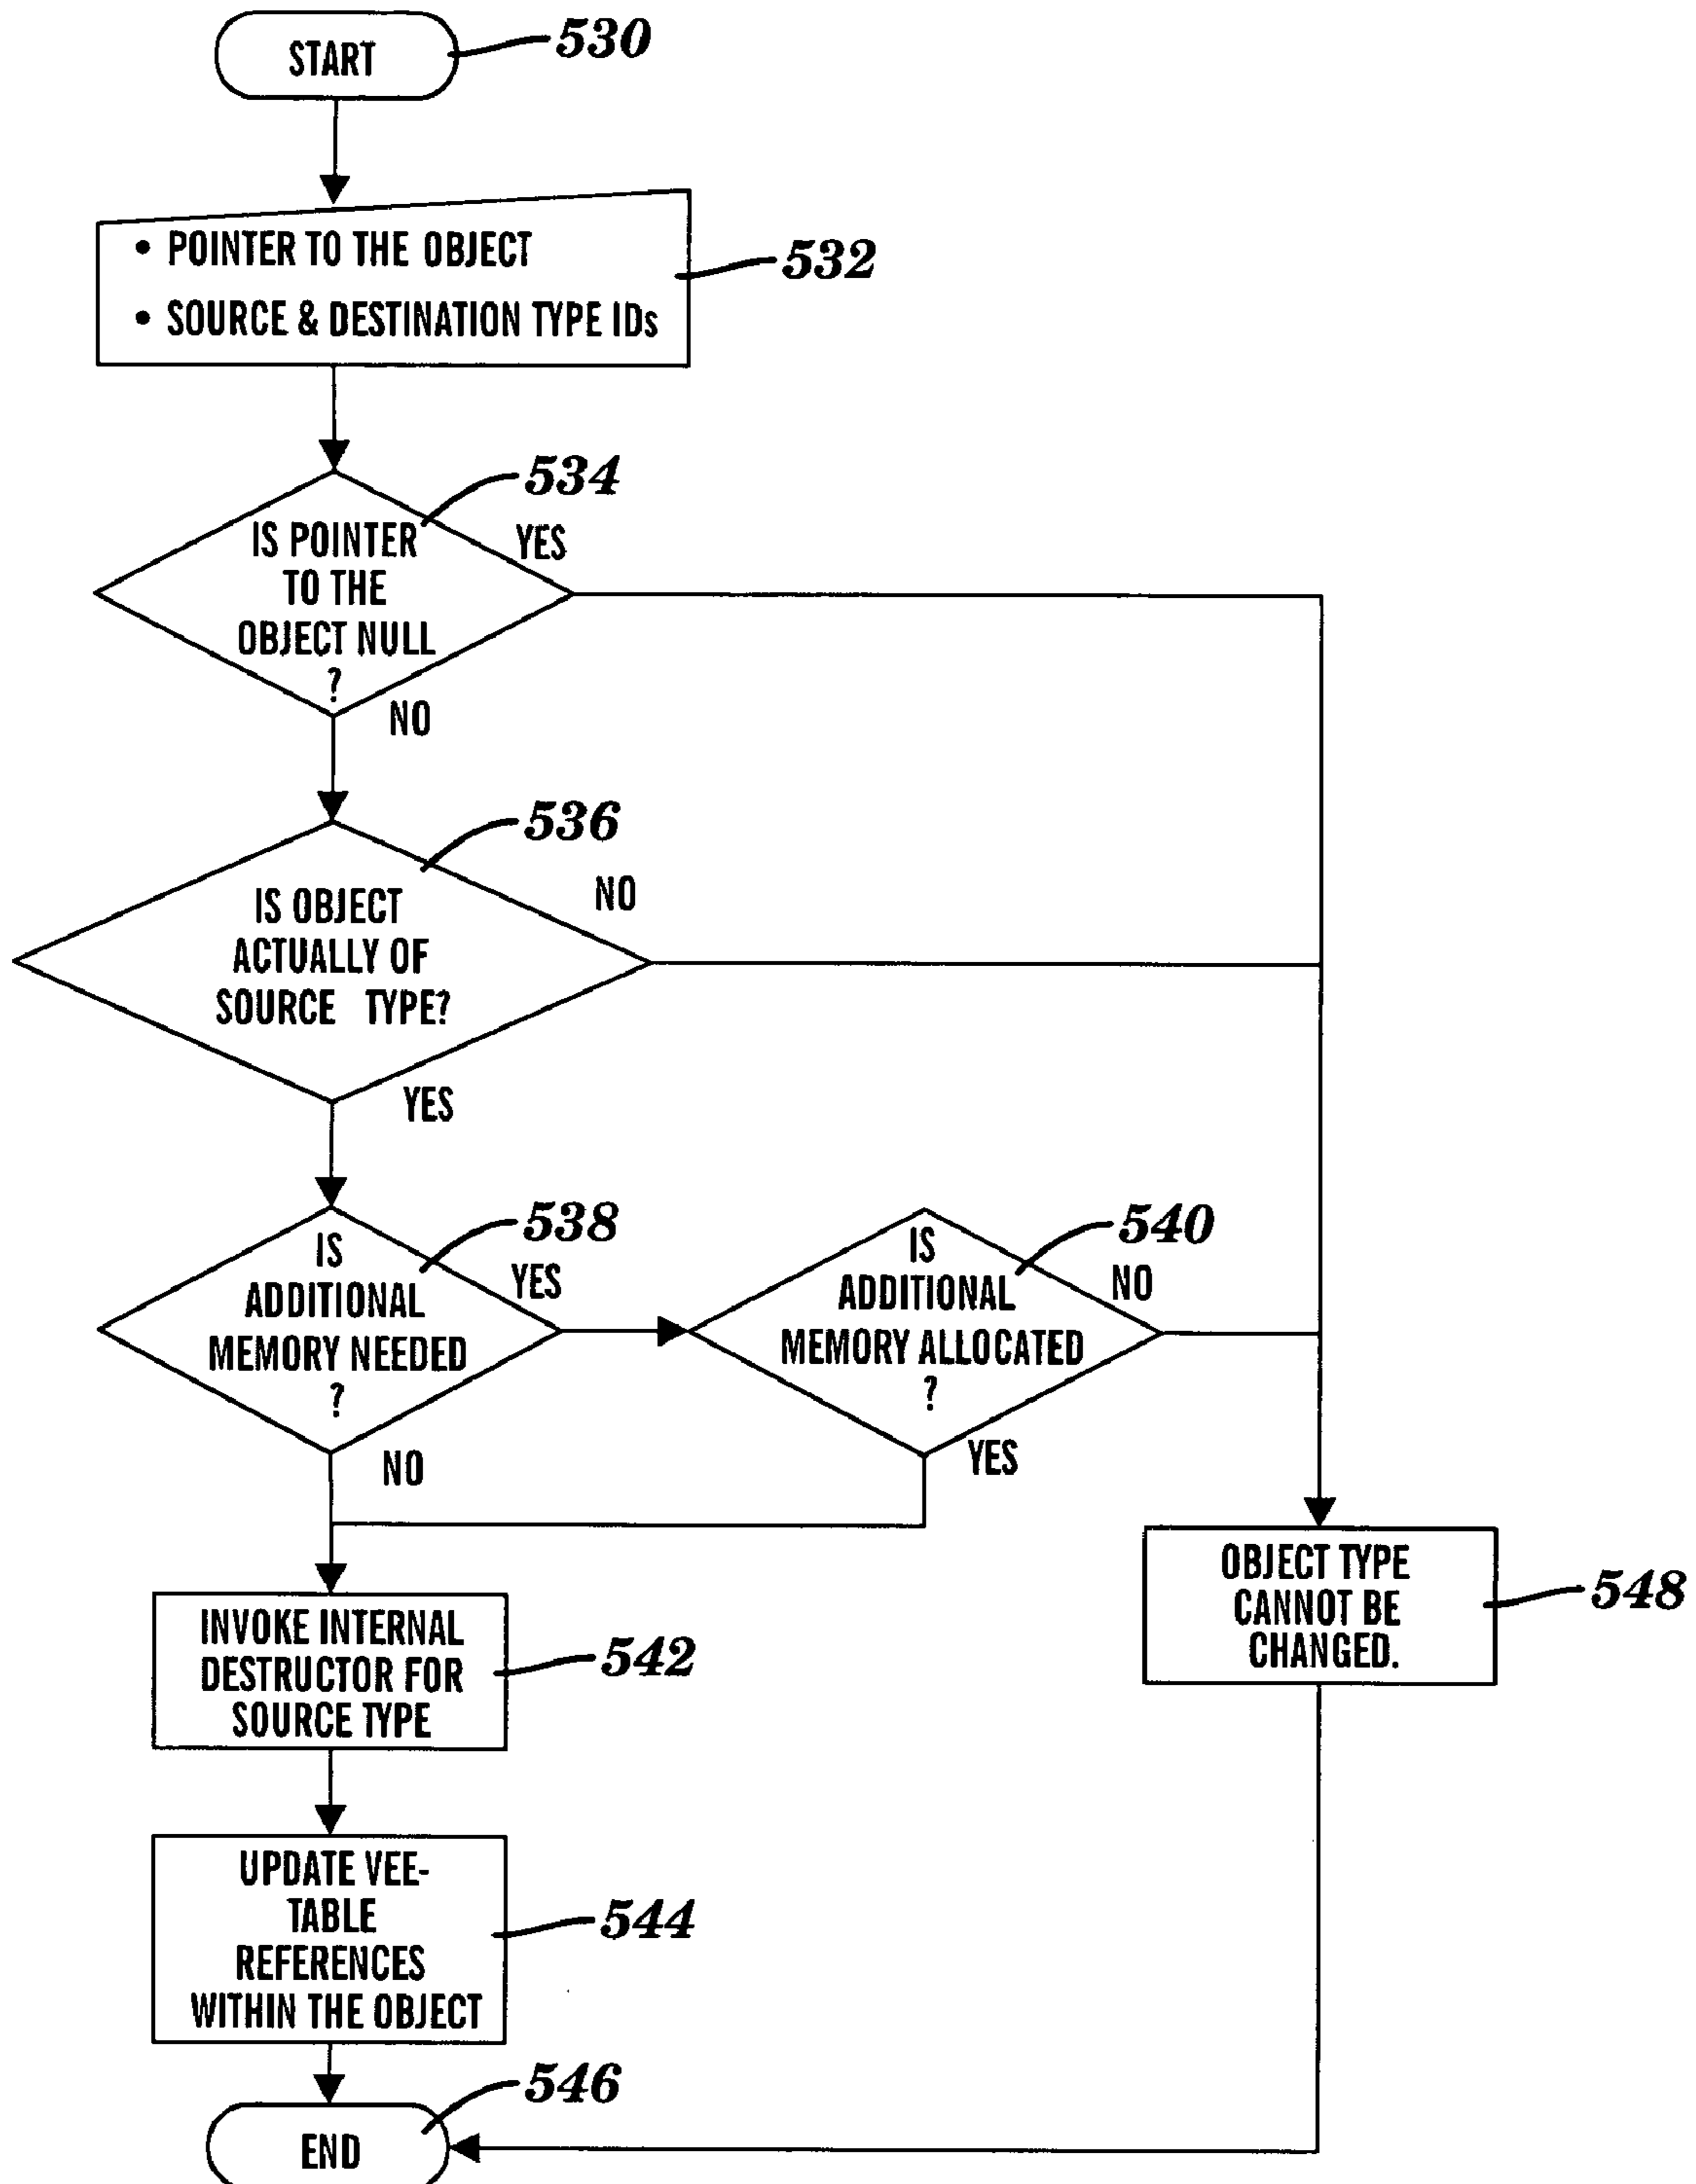 START
530
• POINTER TO THE OBJECT
• SOURCE & DESTINATION TYPE IDs
532
534
IS POINTER
TO THE
OBJECT NULL
?
YES
NO
536
IS OBJECT
ACTUALLY OF
SOURCE TYPE?
NO
YES
538
IS
ADDITIONAL
MEMORY NEEDED
?
YES
NO
540
IS
ADDITIONAL
MEMORY ALLOCATED
?
NO
YES
INVOKE INTERNAL
DESTRUCTOR FOR
SOURCE TYPE
542
OBJECT TYPE
CANNOT BE
CHANGED.
548
UPDATE VEE-
TABLE
REFERENCES
WITHIN THE OBJECT
544
546
END